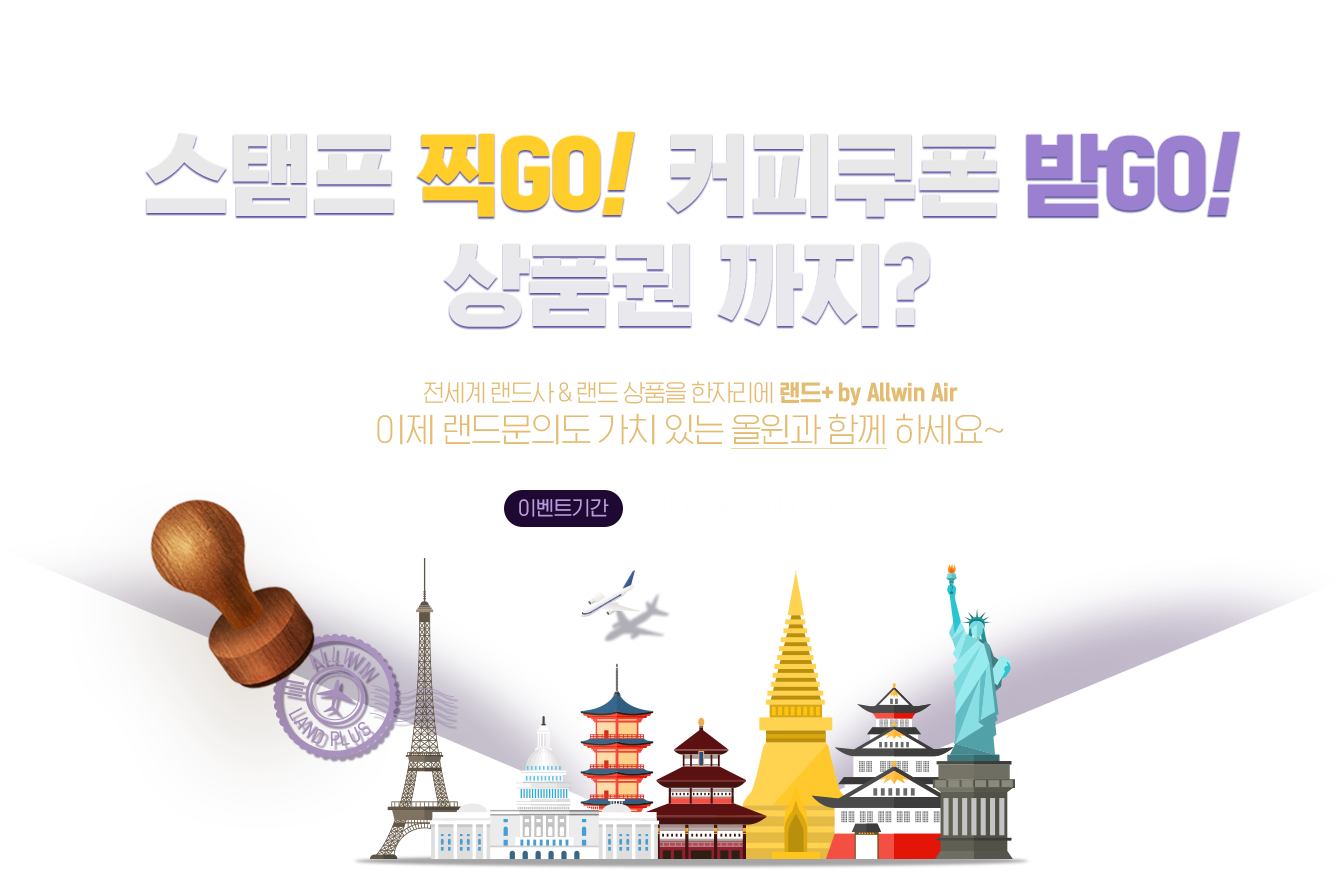 스탬프 찍GO! 커피쿠폰 받GO!
상품권 까지?
전세계 랜드사 & 랜드 상품을 한자리에 랜드+ by Allwin Air
이제 랜드문의도 가치 있는 올윈과 함께 하세요~
이벤트기간
ALLWIN
LAND PLUS